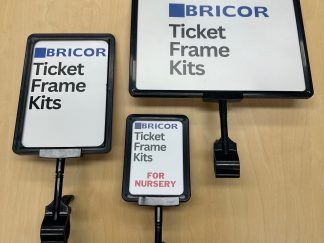 BRICOR
Ticket
Frame
Kits
BRICOR
Ticket
Frame
Kits
FOR
NURSERY
BRICOR
Ticket
Frame
Kits